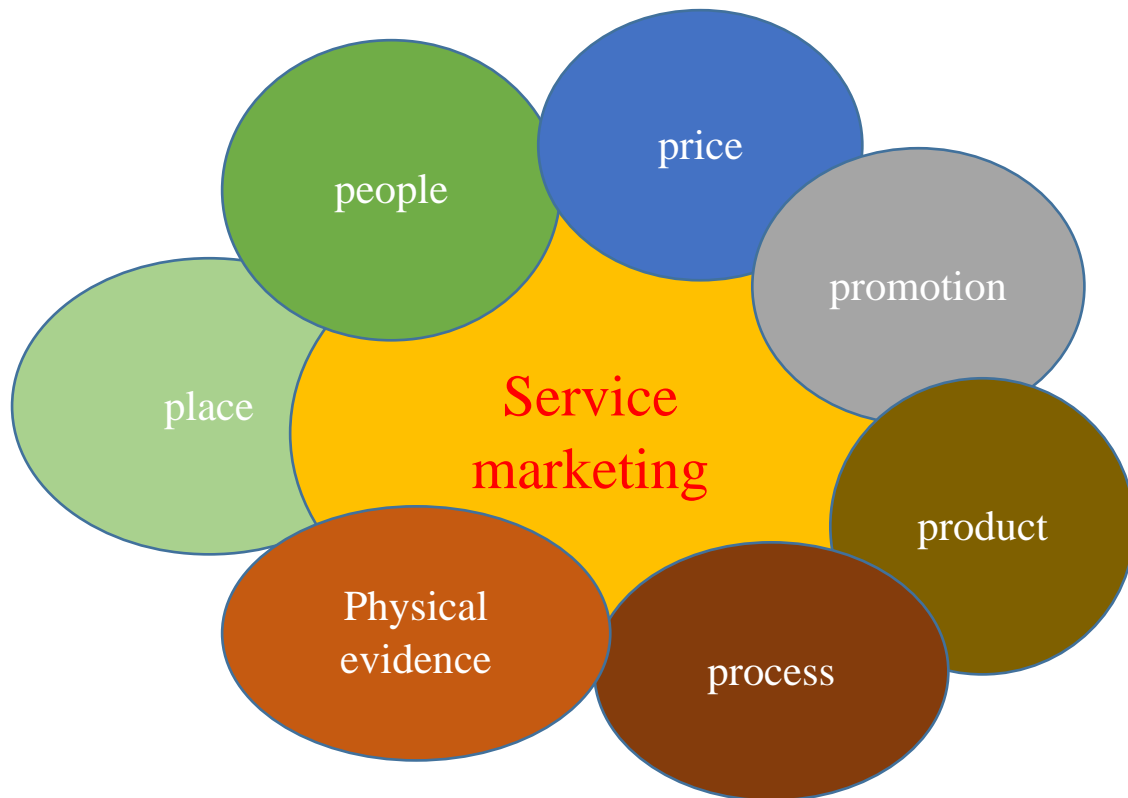 price
people
promotion
Service
marketing
place
product
Physical
evidence
process